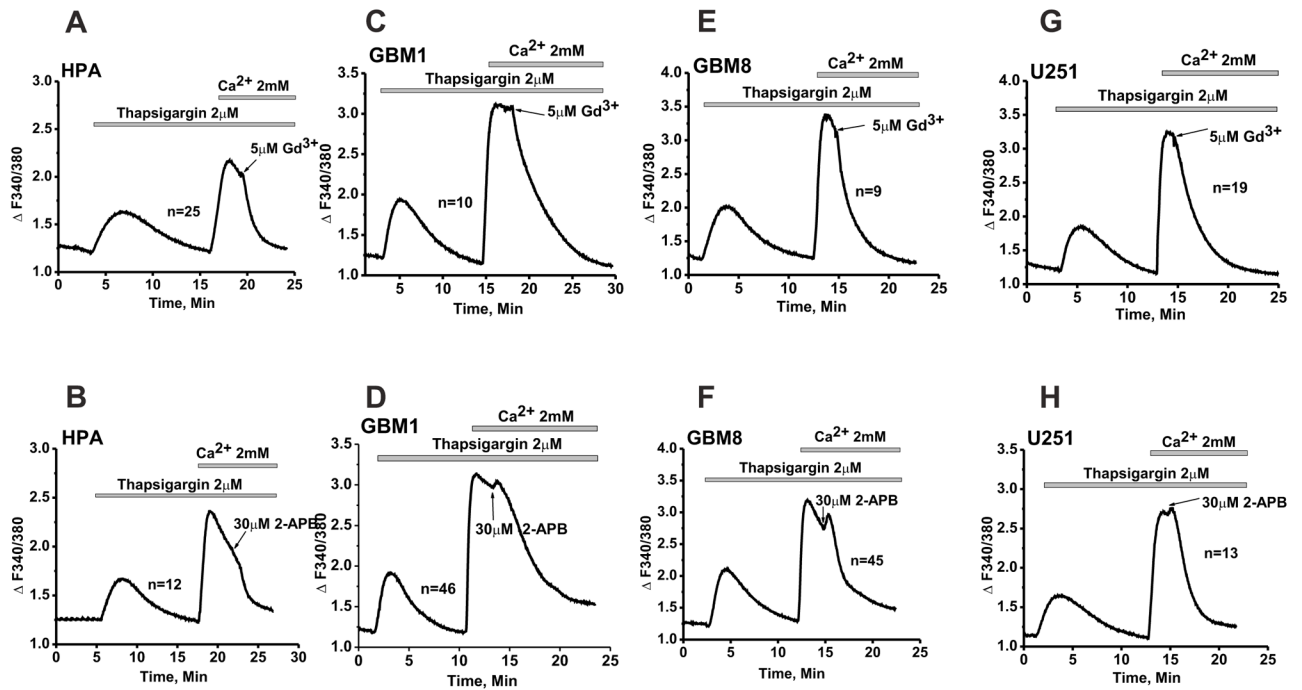 A
HPA
Thapsigargin 2μM
Ca2+ 2mM
5μM Gd3+
n=25
Δ F340/380
3.0
2.5
2.0
1.5
1.0
0 5 10 15 20 25
Time, Min
C
GBM1
Ca2+ 2mM
Thapsigargin 2μM
5μM Gd3+
n=10
Δ F340/380
3.5
3.0
2.5
2.0
1.5
1.0
5 10 15 20 25 30
Time, Min
E
GBM8
Ca2+ 2mM
Thapsigargin 2μM
5μM Gd3+
n=9
Δ F340/380
4.0
3.5
3.0
2.5
2.0
1.5
1.0
0 5 10 15 20 25
Time, Min
G
U251
Ca2+ 2mM
Thapsigargin 2μM
5μM Gd3+
n=19
Δ F340/380
4.0
3.5
3.0
2.5
2.0
1.5
1.0
0 5 10 15 20 25
Time, Min
B
HPA
Ca2+ 2mM
Thapsigargin 2μM
30μM 2-APB
n=12
Δ F340/380
3.0
2.5
2.0
1.5
1.0
0 5 10 15 20 25 30
Time, Min
D
GBM1
Ca2+ 2mM
Thapsigargin 2μM
30μM 2-APB
n=46
Δ F340/380
3.5
3.0
2.5
2.0
1.5
1.0
0 5 10 15 20 25
Time, Min
F
GBM8
Ca2+ 2mM
Thapsigargin 2μM
30μM 2-APB
n=45
Δ F340/380
4.0
3.5
3.0
2.5
2.0
1.5
1.0
0 5 10 15 20 25
Time, Min
H
U251
Ca2+ 2mM
Thapsigargin 2μM
30μM 2-APB
n=13
Δ F340/380
3.5
3.0
2.5
2.0
1.5
1.0
0 5 10 15 20 25
Time, Min